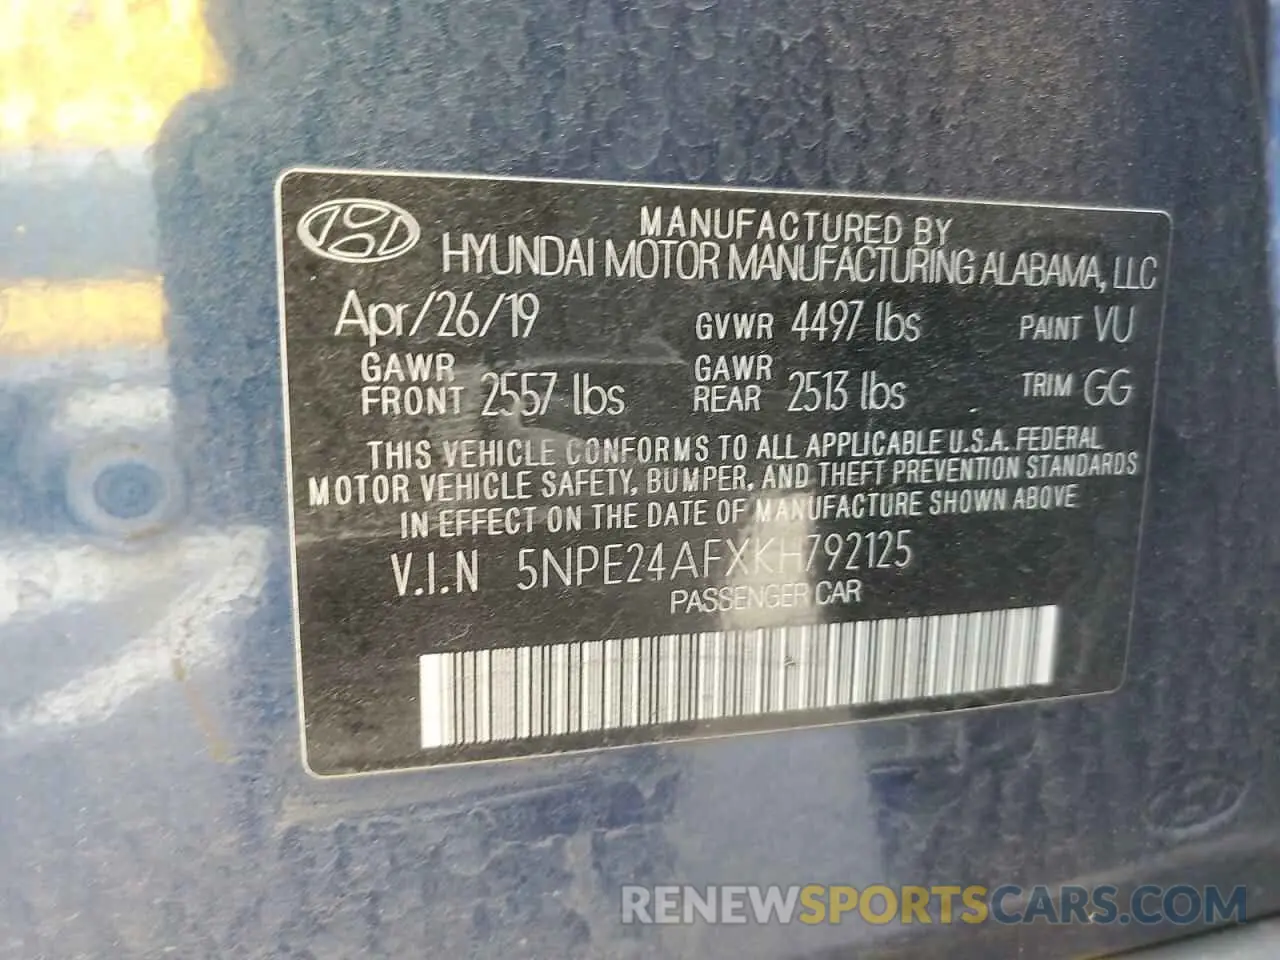 MANUFACTURED BY
HYUNDAI MOTOR MANUFACTURING ALABAMA, LLC
Apr/26/19 GVWR 4497 lbs PAINT VU
GAWR FRONT 2557 lbs GAWR REAR 2513 lbs TRIM GG
THIS VEHICLE CONFORMS TO ALL APPLICABLE U.S.A. FEDERAL
MOTOR VEHICLE SAFETY, BUMPER, AND THEFT PREVENTION STANDARDS
IN EFFECT ON THE DATE OF MANUFACTURE SHOWN ABOVE
V.I.N 5NPE24AFXKH792125
PASSENGER CAR
RENEWSPORTSCARS.COM